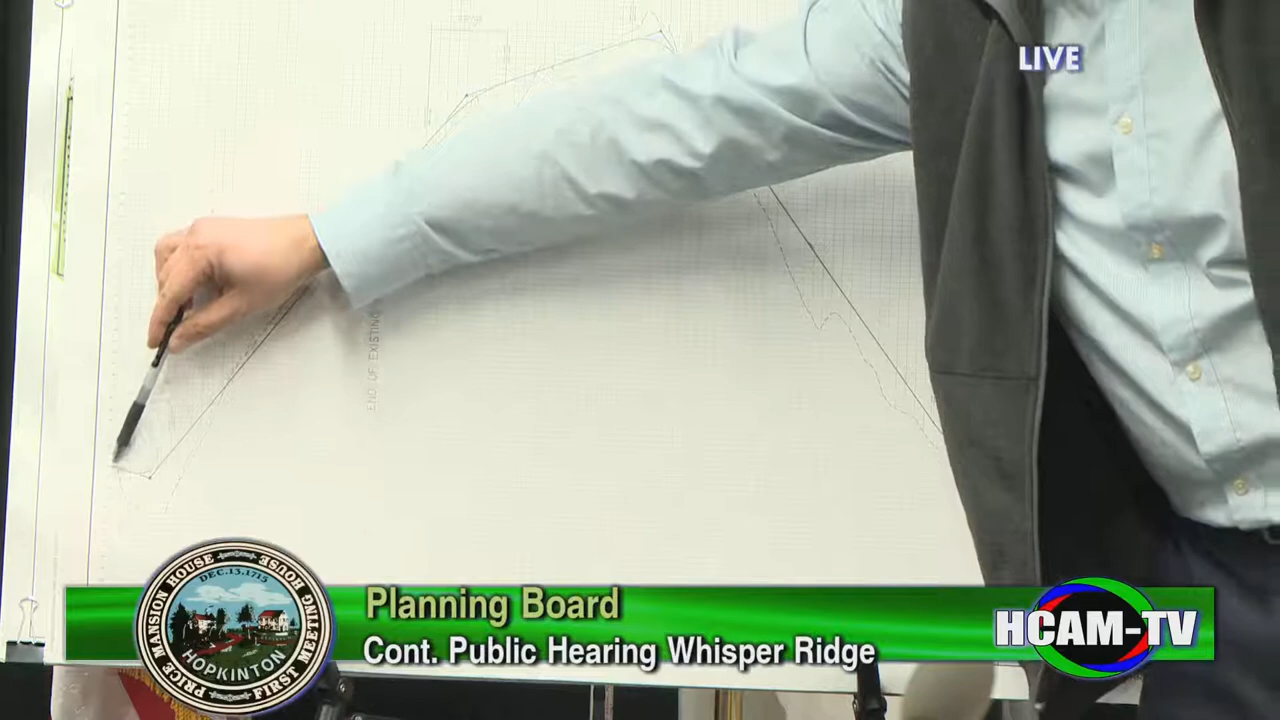 LIVE
END OF EXISTING
Planning Board
Cont. Public Hearing Whisper Ridge
PRICE MANSION HOUSE
FIRST MEETING HOUSE
DEC.13.1715
HOPKINTON
HCAM-TV